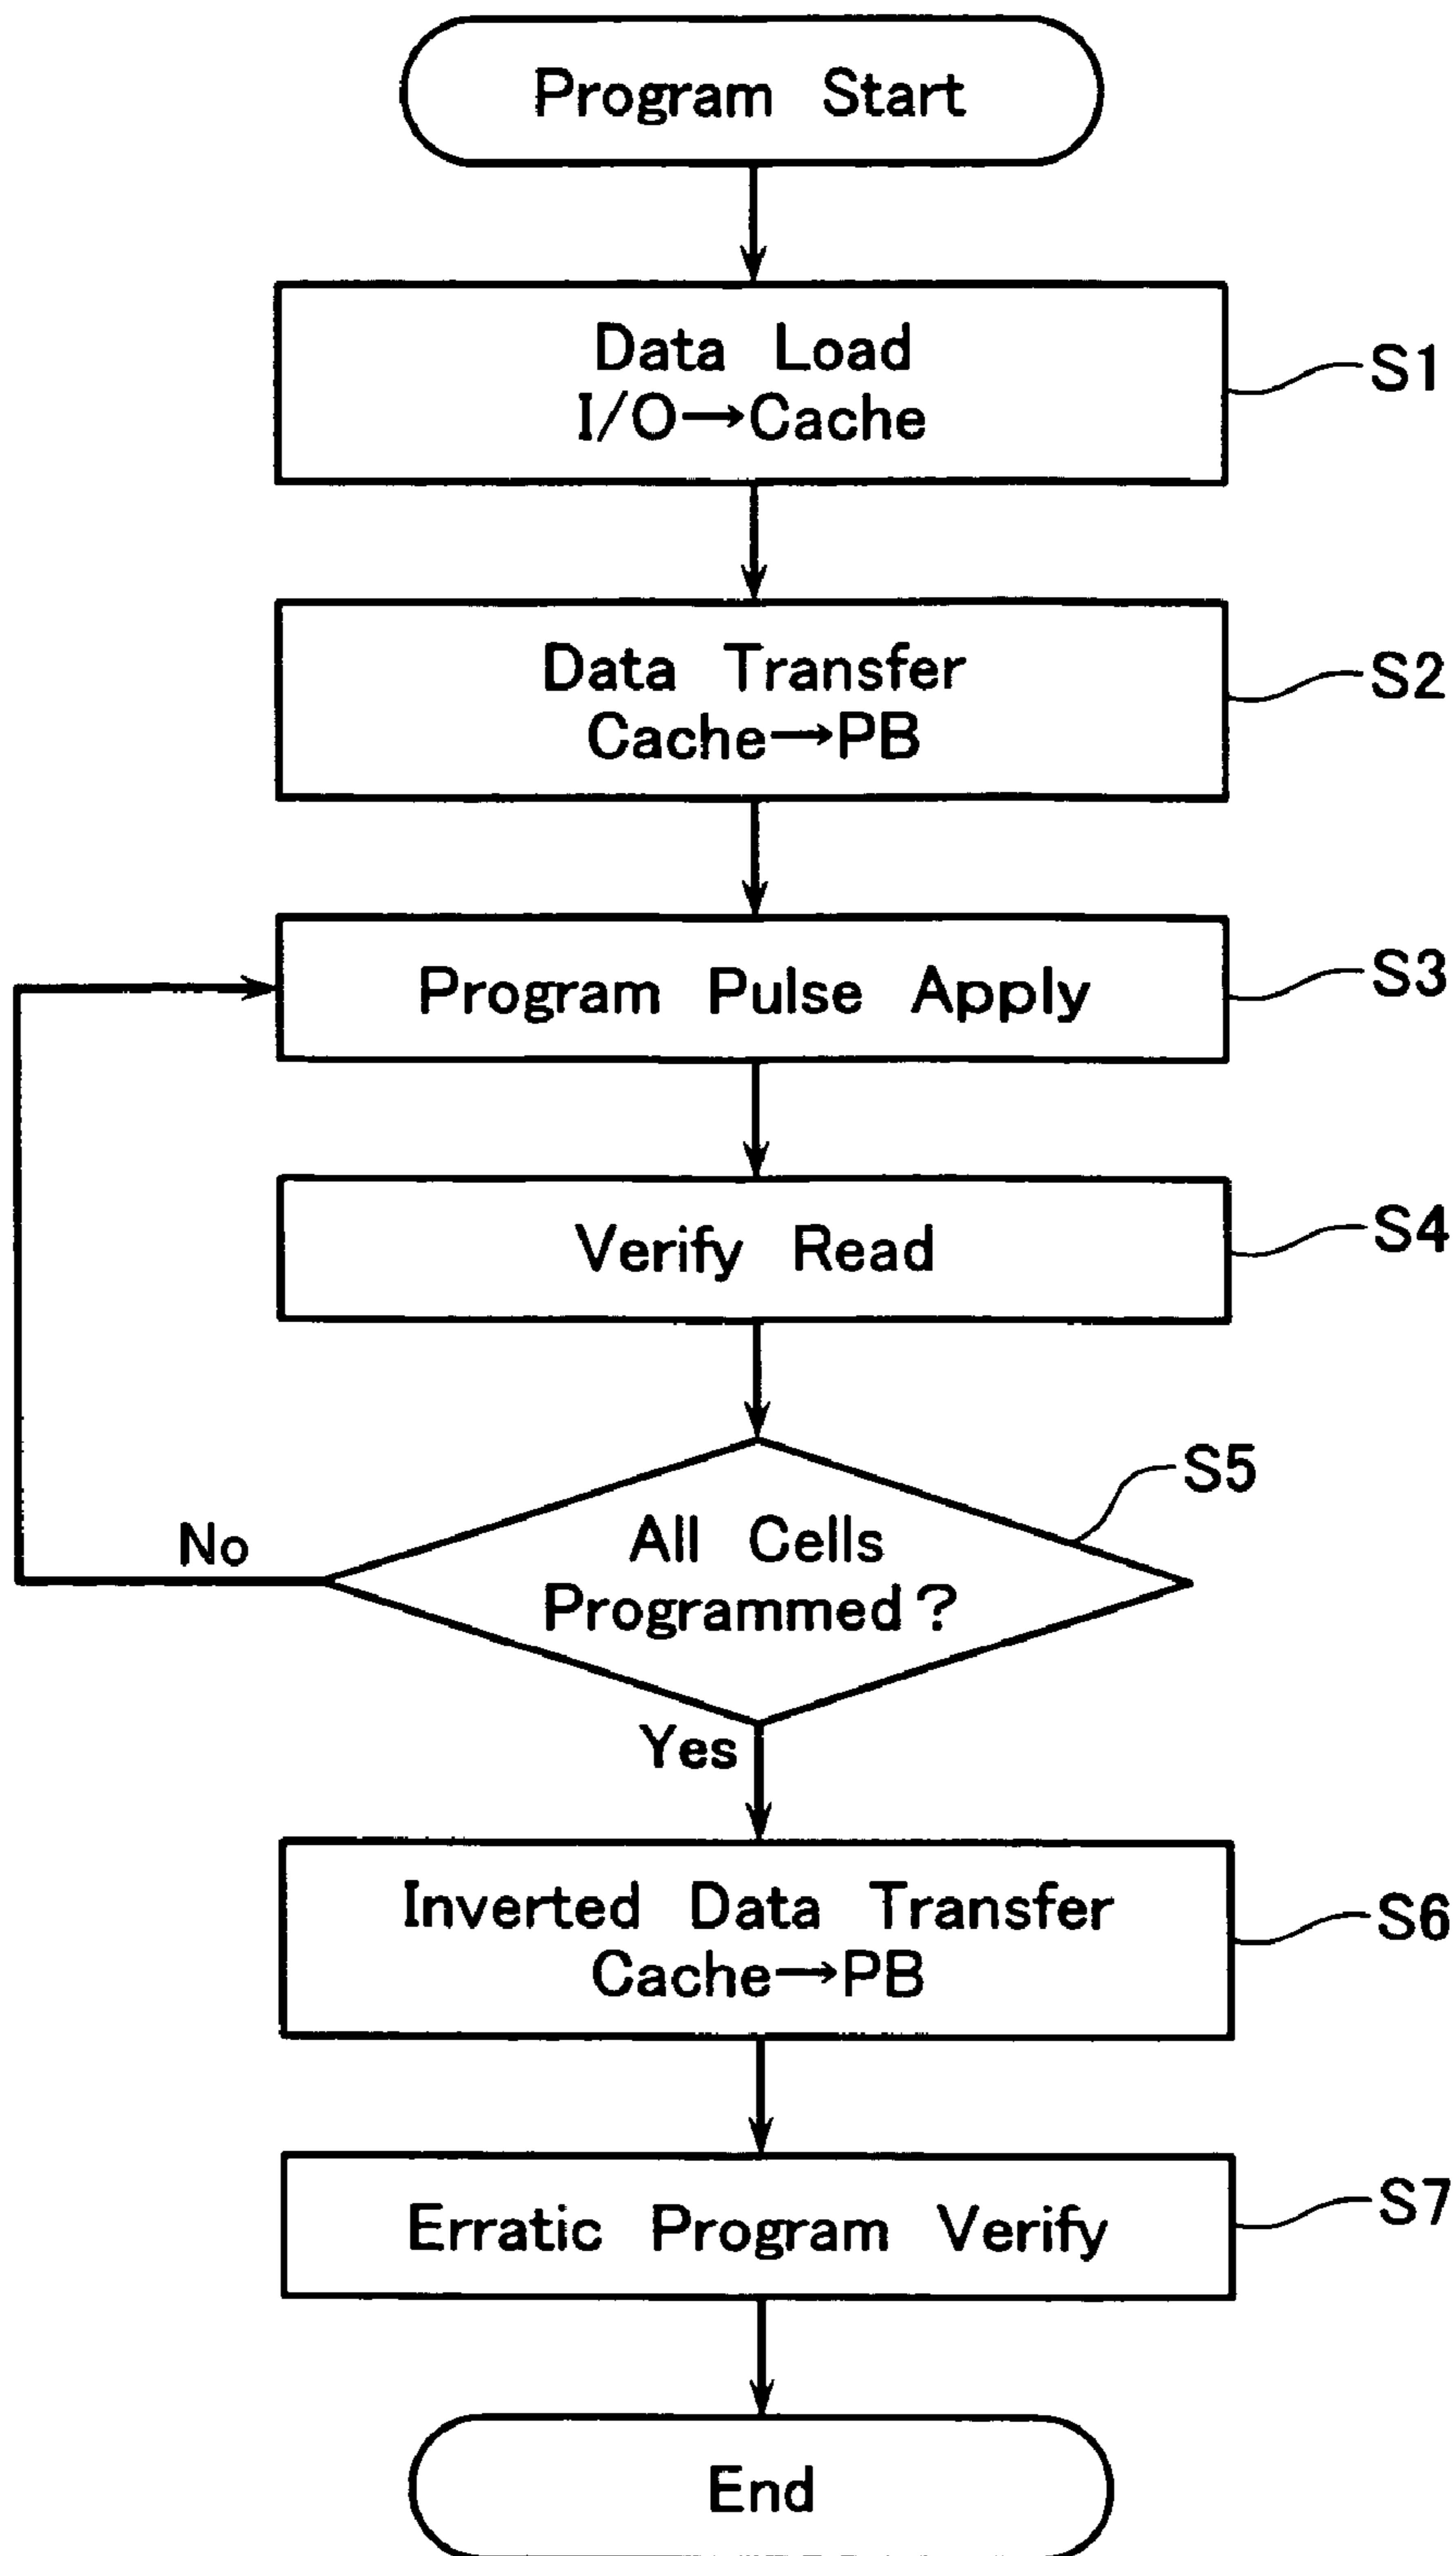 Program Start
Data Load
I/O→Cache
S1
Data Transfer
Cache→PB
S2
Program Pulse Apply
S3
Verify Read
S4
S5
All Cells
Programmed?
No
Yes
Inverted Data Transfer
Cache→PB
S6
Erratic Program Verify
S7
End